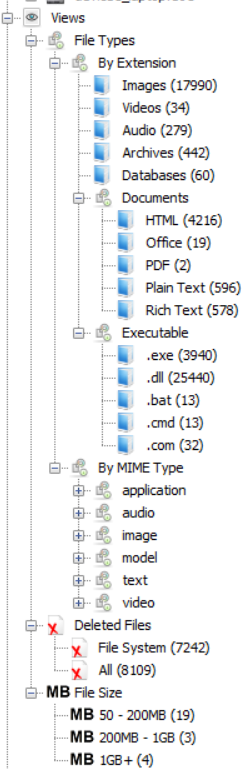 Views
File Types
By Extension
Images (17990)
Videos (34)
Audio (279)
Archives (442)
Databases (60)
Documents
HTML (4216)
Office (19)
PDF (2)
Plain Text (596)
Rich Text (578)
Executable
.exe (3940)
.dll (25440)
.bat (13)
.cmd (13)
.com (32)
By MIME Type
application
audio
image
model
text
video
Deleted Files
File System (7242)
All (8109)
MB File Size
MB 50 - 200MB (19)
MB 200MB - 1GB (3)
MB 1GB+ (4)